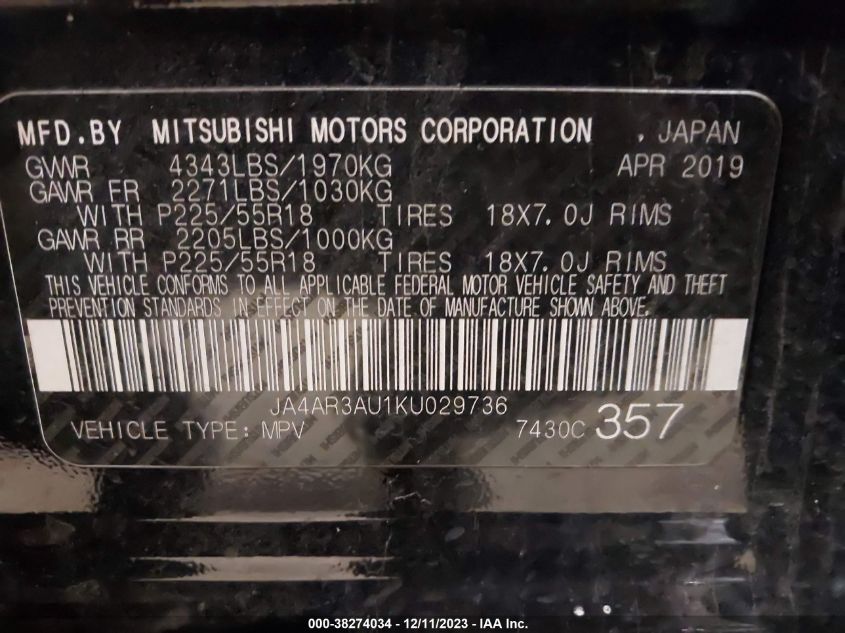 MFD.BY MITSUBISHI MOTORS CORPORATION , JAPAN
GVWR 4343LBS/1970KG APR 2019
GAWR FR 2271LBS/1030KG
WITH P225/55R18 TIRES 18X7.0J RIMS
GAWR RR 2205LBS/1000KG
WITH P225/55R18 TIRES 18X7.0J RIMS
THIS VEHICLE CONFORMS TO ALL APPLICABLE FEDERAL MOTOR VEHICLE SAFETY AND THEFT
PREVENTION STANDARDS IN EFFECT ON THE DATE OF MANUFACTURE SHOWN ABOVE.
JA4AR3AU1KU029736
VEHICLE TYPE: MPV 7430C 357
000-38274034 - 12/11/2023 - IAA Inc.